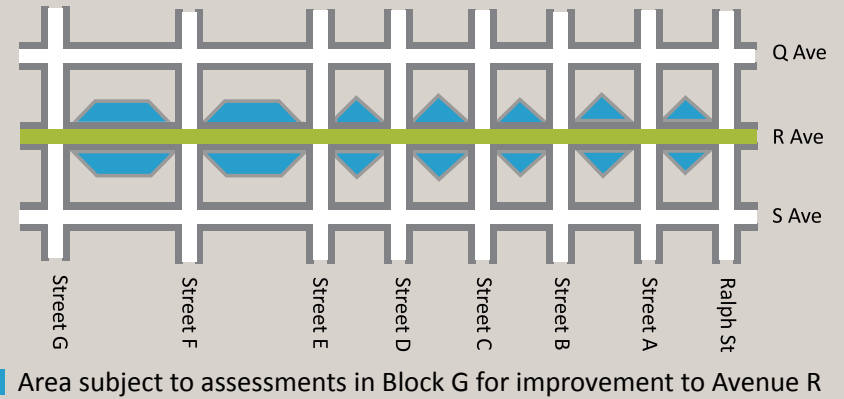 Q Ave
R Ave
S Ave
Street G
Street F
Street E
Street D
Street C
Street B
Street A
Ralph St
Area subject to assessments in Block G for improvement to Avenue R